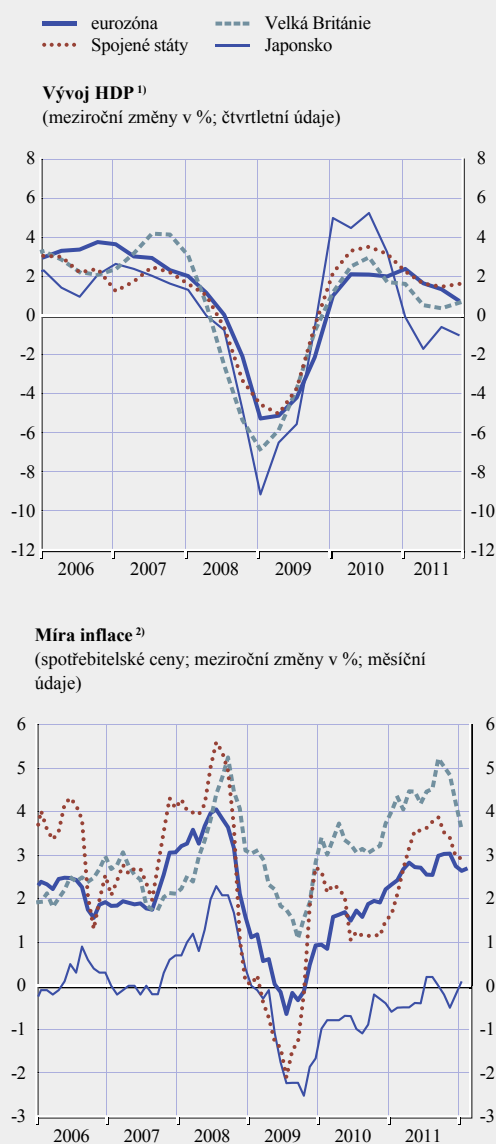 eurozóna
Velká Británie
Spojené státy
Japonsko
Vývoj HDP 1)
(meziroční změny v %; čtvrtletní údaje)
8 8
6 6
4 4
2 2
0 0
-2 -2
-4 -4
-6 -6
-8 -8
-10 -10
-12 -12
2006 2007 2008 2009 2010 2011
Míra inflace 2)
(spotřebitelské ceny; meziroční změny v %; měsíční
údaje)
6 6
5 5
4 4
3 3
2 2
1 1
0 0
-1 -1
-2 -2
-3 -3
2006 2007 2008 2009 2010 2011